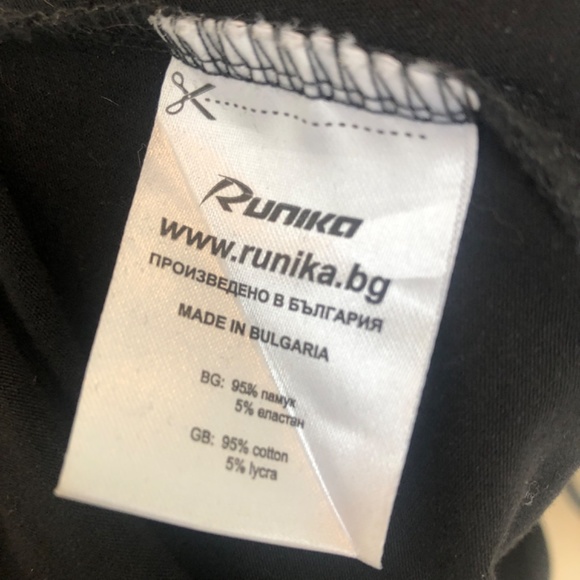 Runika
www.runika.bg
ПРОИЗВЕДЕНО В БЪЛГАРИЯ
MADE IN BULGARIA
BG: 95% памук
5% еластан
GB: 95% cotton
5% lycra